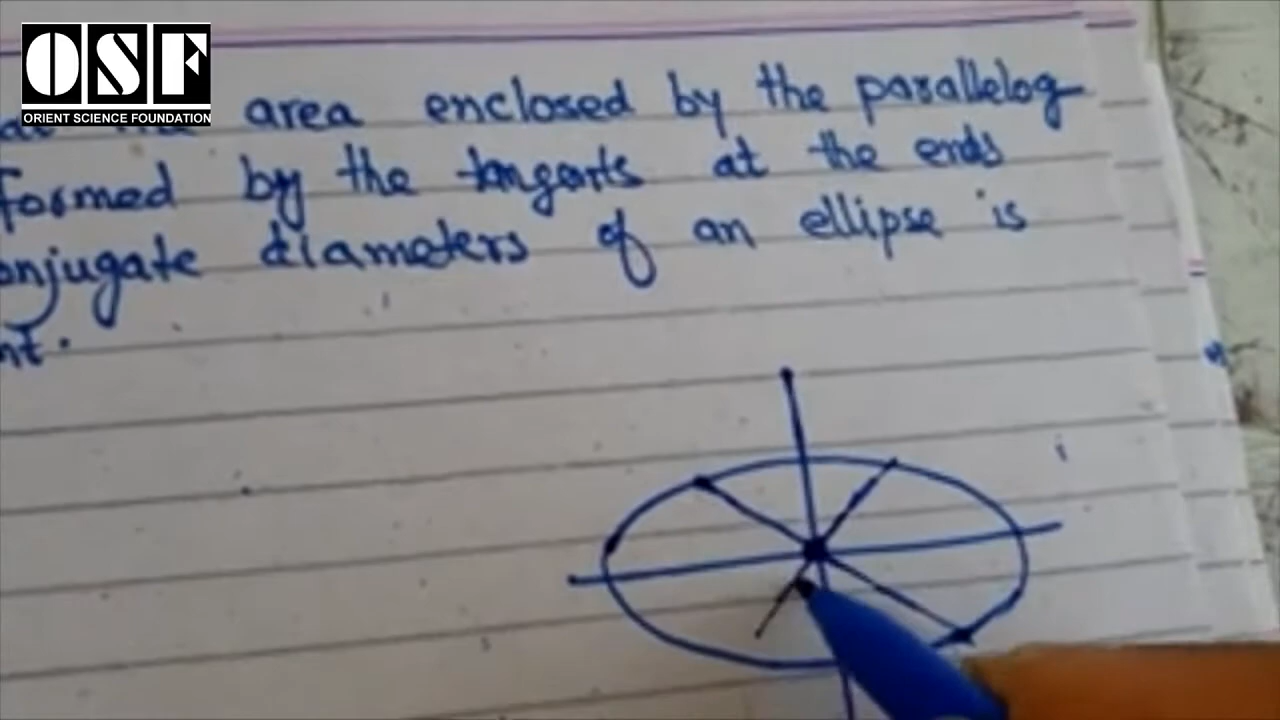 OSF
ORIENT SCIENCE FOUNDATION
area enclosed by the parallelog
formed by the tangents at the ends
onjugate diameters of an ellipse is
nt.